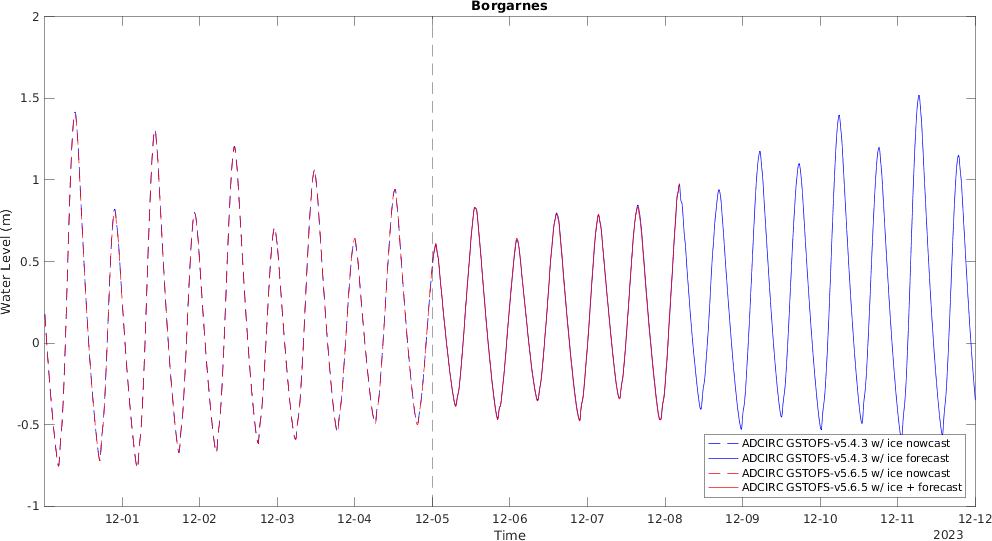 Borgarnes
Water Level (m)
2
1.5
1
0.5
0
-0.5
-1
12-01 12-02 12-03 12-04 12-05 12-06 12-07 12-08 12-09 12-10 12-11 12-12
Time
2023
ADCIRC GSTOFS-v5.4.3 w/ ice nowcast
ADCIRC GSTOFS-v5.4.3 w/ ice forecast
ADCIRC GSTOFS-v5.6.5 w/ ice nowcast
ADCIRC GSTOFS-v5.6.5 w/ ice + forecast